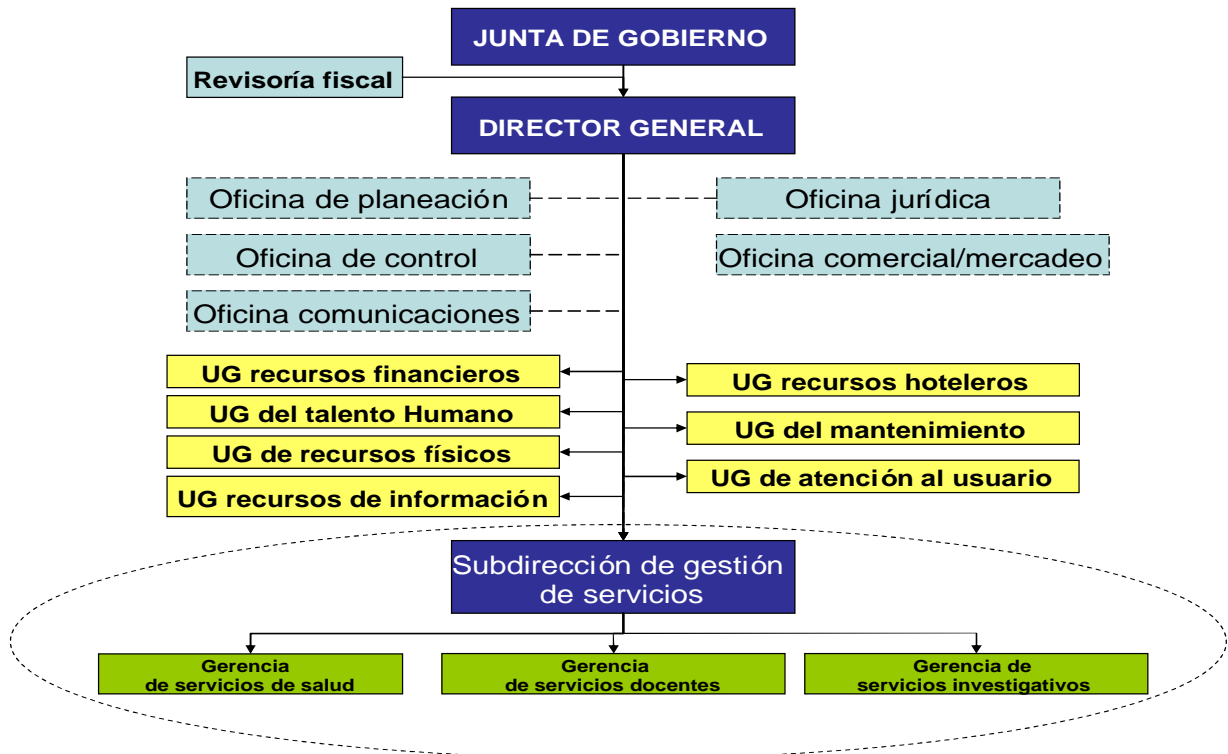 JUNTA DE GOBIERNO
Revisoría fiscal
DIRECTOR GENERAL
Oficina de planeación
Oficina jurídica
Oficina de control
Oficina comercial/mercadeo
Oficina comunicaciones
UG recursos financieros
UG recursos hoteleros
UG del talento Humano
UG del mantenimiento
UG de recursos físicos
UG de atención al usuario
UG recursos de información
Subdirección de gestión
de servicios
Gerencia
de servicios de salud
Gerencia
de servicios docentes
Gerencia de
servicios investigativos